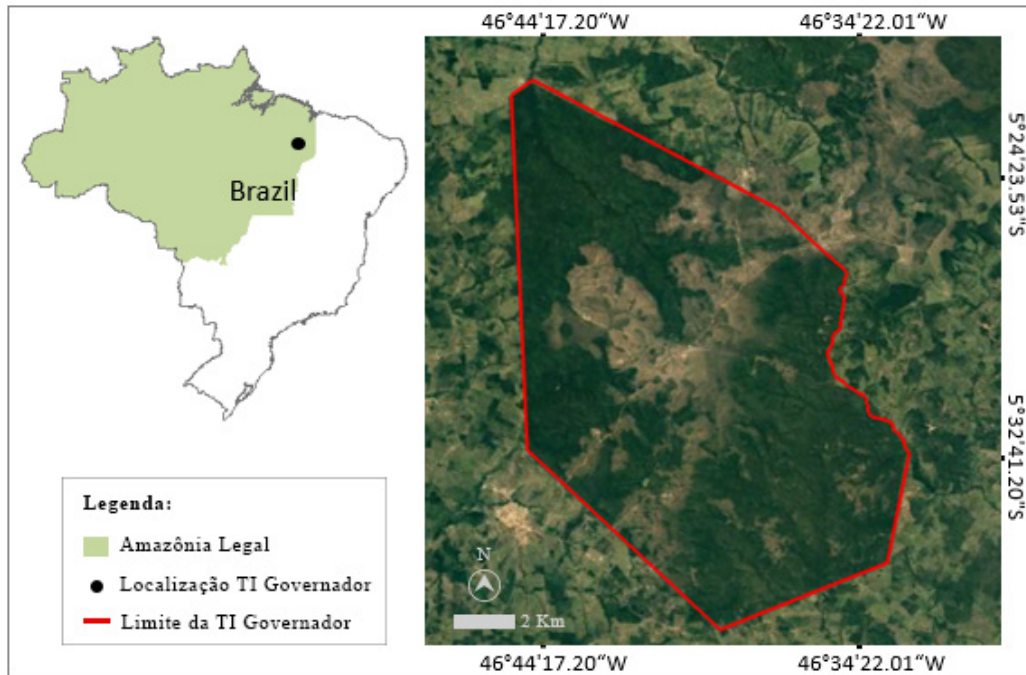 46°44'17.20“W
46°34'22.01“W
Brazil
5°24'23.53“S
5°32'41.20“S
Legenda:
Amazônia Legal
Localização TI Governador
Limite da TI Governador
N
2 Km
46°44'17.20“W
46°34'22.01“W